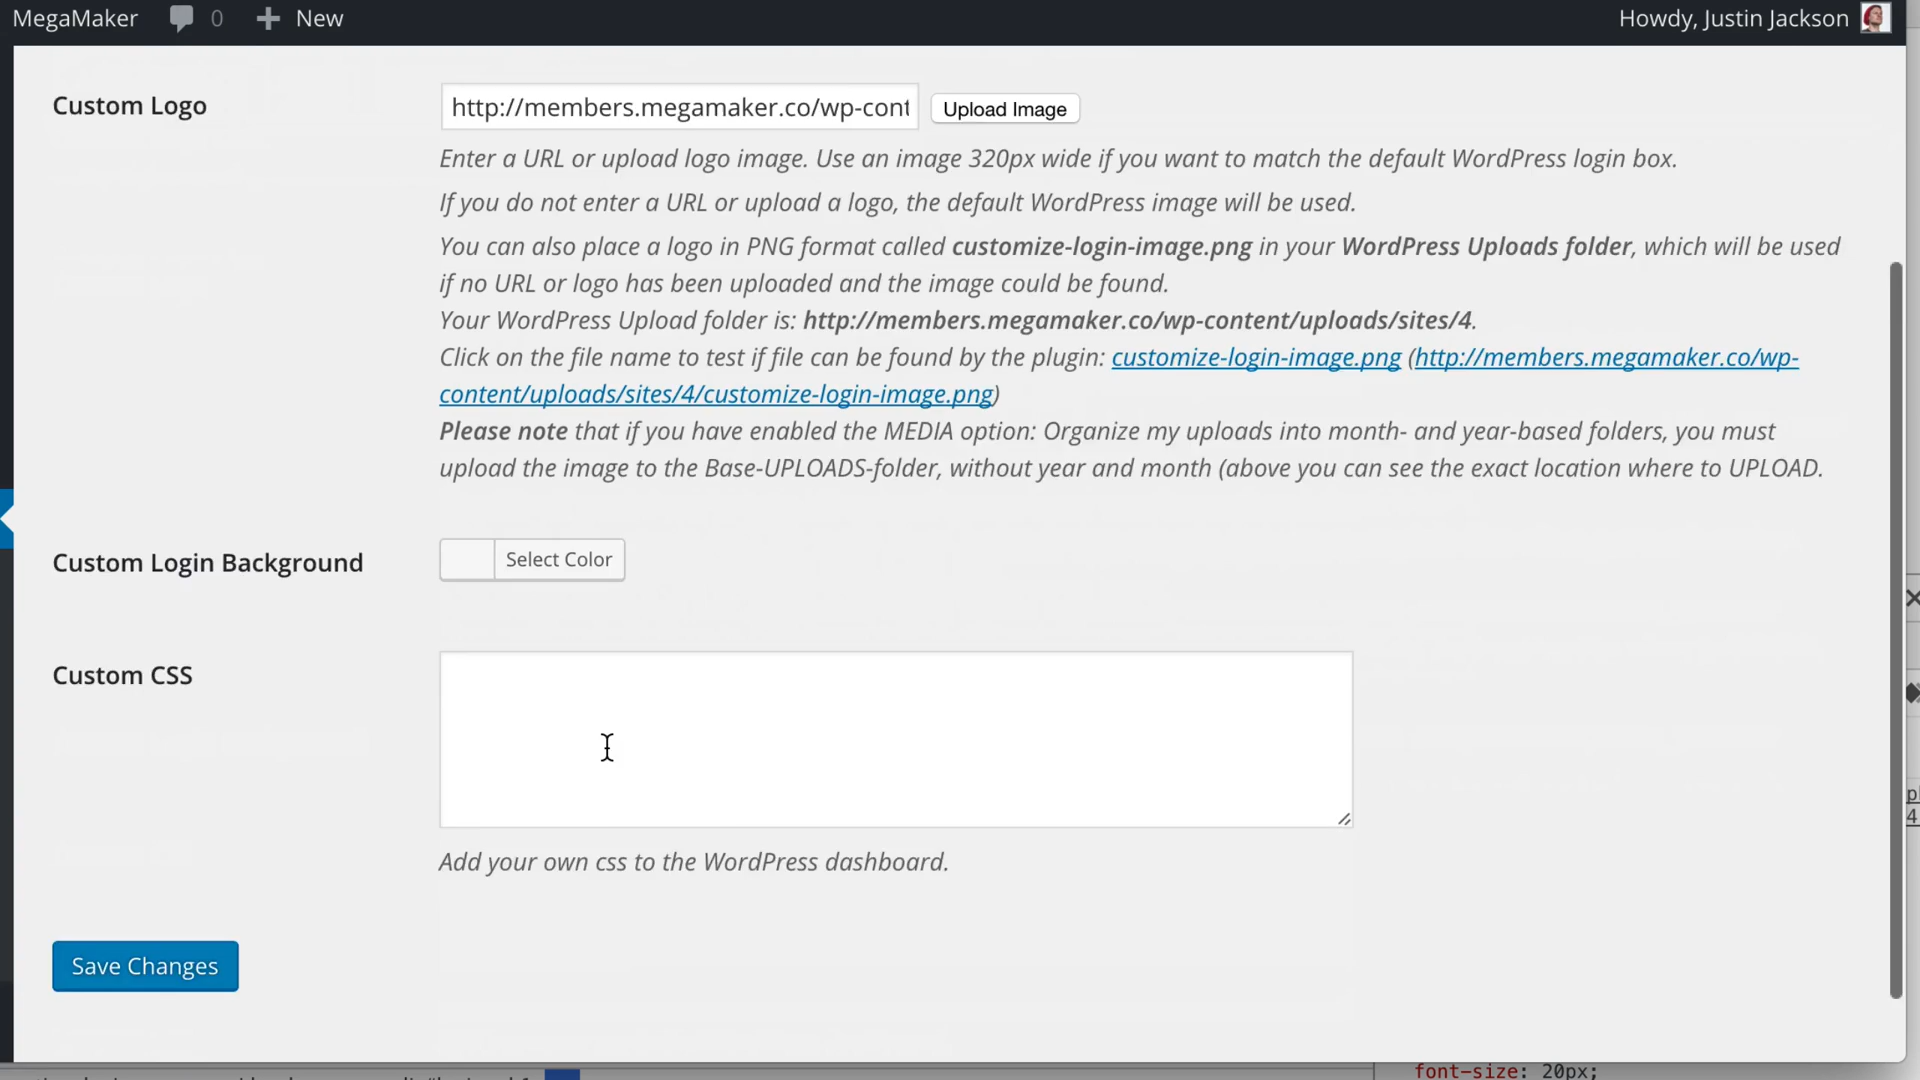 MegaMaker 0 New Howdy, Justin Jackson
Custom Logo http://members.megamaker.co/wp-cont Upload Image
Enter a URL or upload logo image. Use an image 320px wide if you want to match the default WordPress login box.
If you do not enter a URL or upload a logo, the default WordPress image will be used.
You can also place a logo in PNG format called customize-login-image.png in your WordPress Uploads folder, which will be used
if no URL or logo has been uploaded and the image could be found.
Your WordPress Upload folder is: http://members.megamaker.co/wp-content/uploads/sites/4.
Click on the file name to test if file can be found by the plugin: customize-login-image.png (http://members.megamaker.co/wp-
content/uploads/sites/4/customize-login-image.png)
Please note that if you have enabled the MEDIA option: Organize my uploads into month- and year-based folders, you must
upload the image to the Base-UPLOADS-folder, without year and month (above you can see the exact location where to UPLOAD.
Custom Login Background Select Color
Custom CSS
Add your own css to the WordPress dashboard.
Save Changes
font-size: 20px;